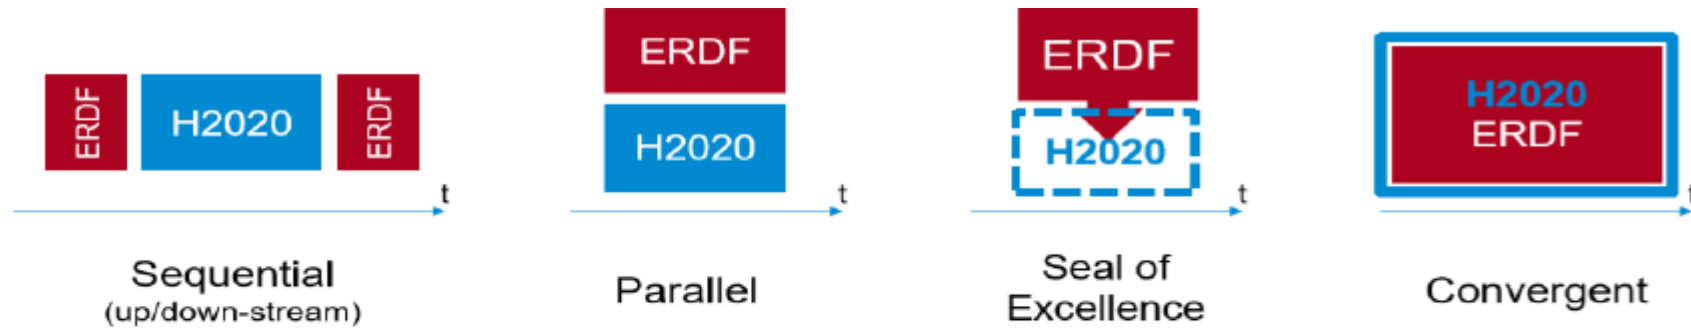 ERDF
H2020
ERDF
t
Sequential
(up/down-stream)
ERDF
H2020
t
Parallel
ERDF
H2020
t
Seal of
Excellence
H2020
ERDF
t
Convergent